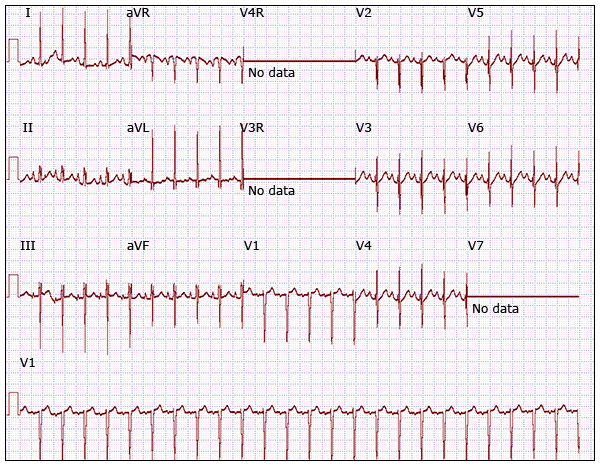 I aVR V4R V2 V5
No data
II aVL V3R V3 V6
No data
III aVF V1 V4 V7
No data
V1